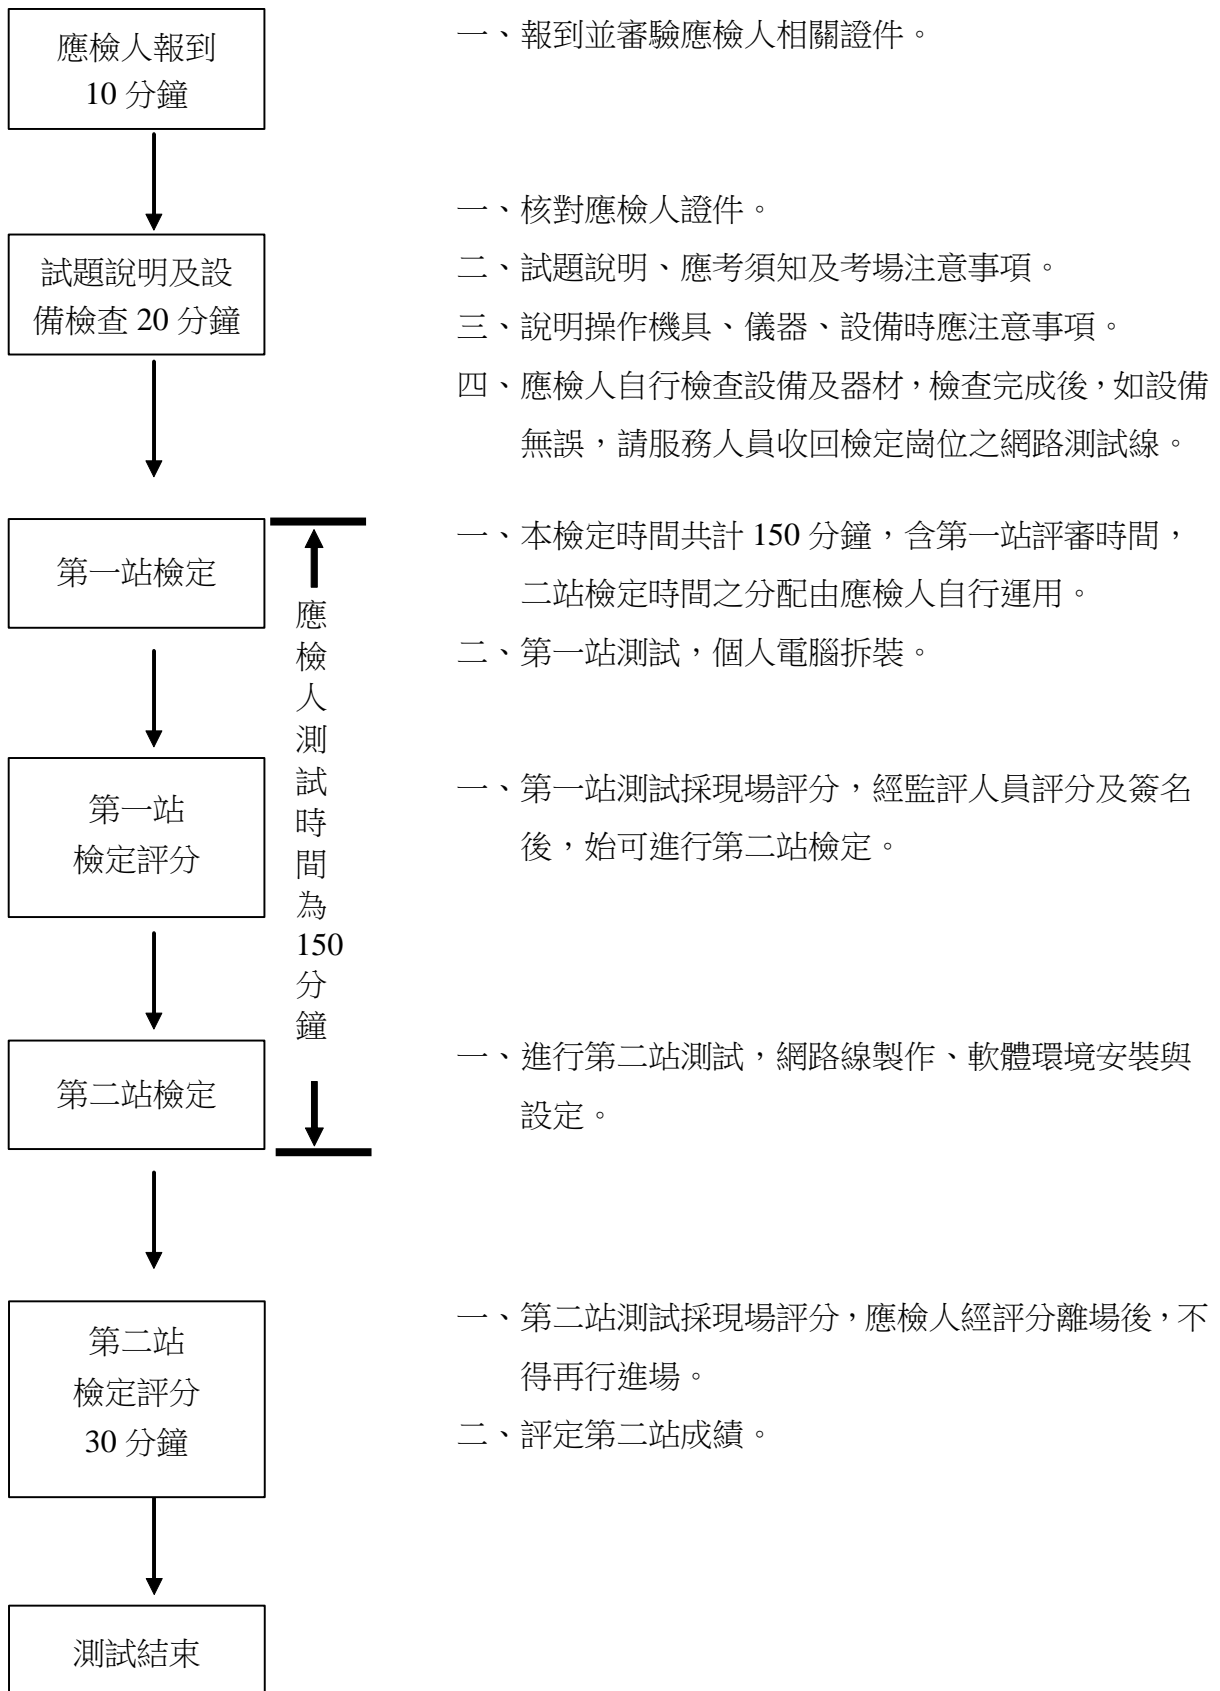 應檢人報到
10 分鐘
一、報到並審驗應檢人相關證件。
試題說明及設
備檢查 20 分鐘
一、核對應檢人證件。
二、試題說明、應考須知及考場注意事項。
三、說明操作機具、儀器、設備時應注意事項。
四、應檢人自行檢查設備及器材，檢查完成後，如設備
無誤，請服務人員收回檢定崗位之網路測試線。
第一站檢定
應檢人測試時間為150分鐘
一、本檢定時間共計 150 分鐘，含第一站評審時間，
二站檢定時間之分配由應檢人自行運用。
二、第一站測試，個人電腦拆裝。
第一站
檢定評分
一、第一站測試採現場評分，經監評人員評分及簽名
後，始可進行第二站檢定。
第二站檢定
一、進行第二站測試，網路線製作、軟體環境安裝與
設定。
第二站
檢定評分
30 分鐘
一、第二站測試採現場評分，應檢人經評分離場後，不
得再行進場。
二、評定第二站成績。
測試結束